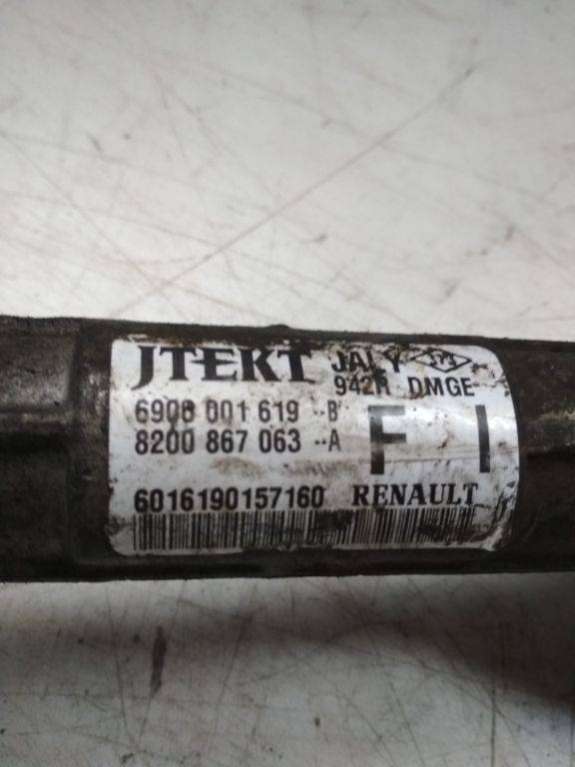 JTEKT JALY
942R DMGE
6900 001 619 --B
8200 867 063 --A
F I
6016190157160 RENAULT